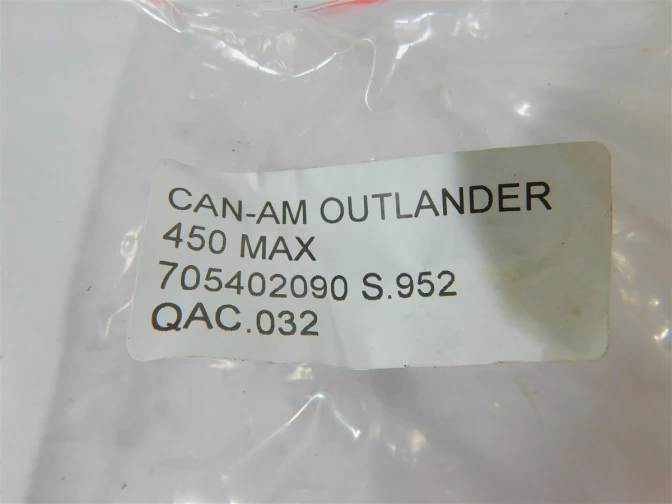 CAN-AM OUTLANDER
450 MAX
705402090 S.952
QAC.032